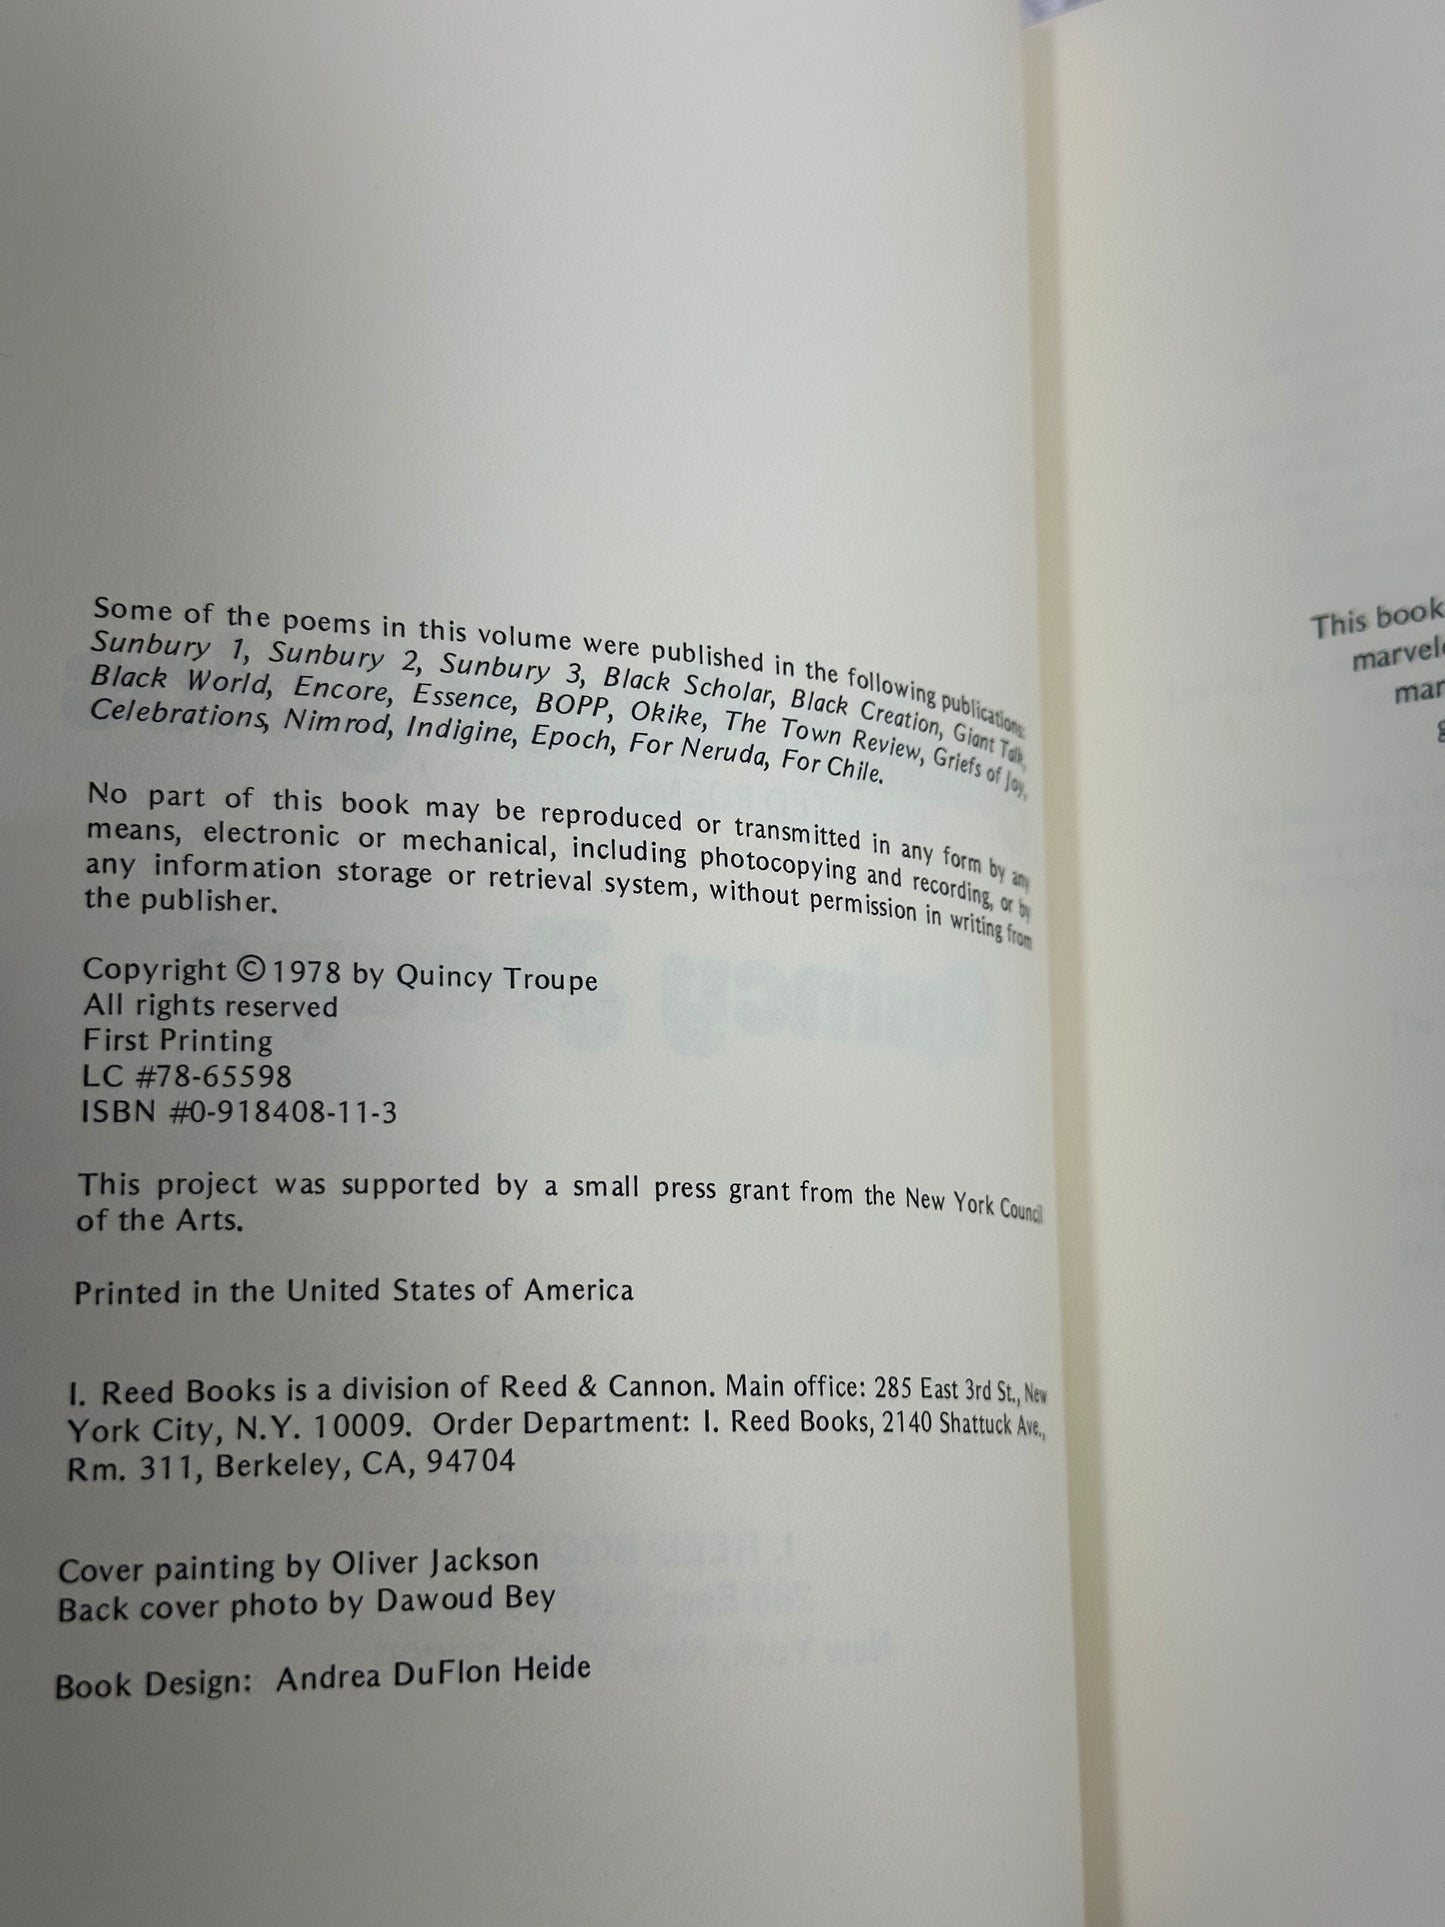 Some of the poems in this volume were published in the following publications:
Sunbury 1, Sunbury 2, Sunbury 3, Black Scholar, Black Creation, Giant Talk,
Black World, Encore, Essence, BOPP, Okike, The Town Review, Griefs of Joy,
Celebrations, Nimrod, Indigine, Epoch, For Neruda, For Chile.
No part of this book may be reproduced or transmitted in any form by any
means, electronic or mechanical, including photocopying and recording, or by
any information storage or retrieval system, without permission in writing from
the publisher.
Copyright © 1978 by Quincy Troupe
All rights reserved
First Printing
LC #78-65598
ISBN #0-918408-11-3
This project was supported by a small press grant from the New York Council
of the Arts.
Printed in the United States of America
I. Reed Books is a division of Reed & Cannon. Main office: 285 East 3rd St., New
York City, N.Y. 10009. Order Department: I. Reed Books, 2140 Shattuck Ave.,
Rm. 311, Berkeley, CA, 94704
Cover painting by Oliver Jackson
Back cover photo by Dawoud Bey
Book Design: Andrea DuFlon Heide
This book